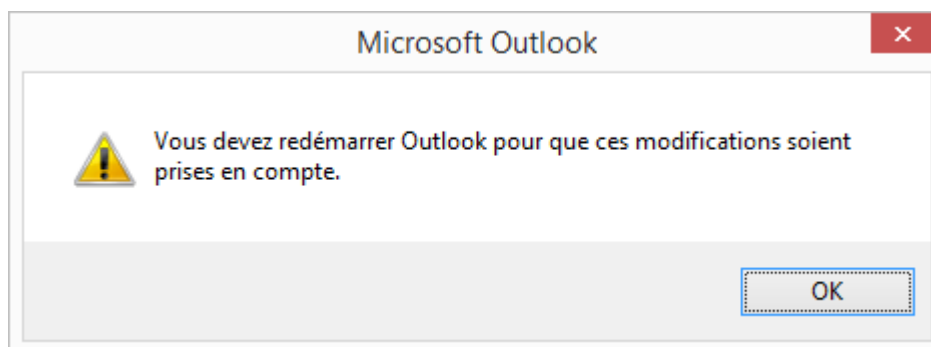 Microsoft Outlook
Vous devez redémarrer Outlook pour que ces modifications soient
prises en compte.
OK